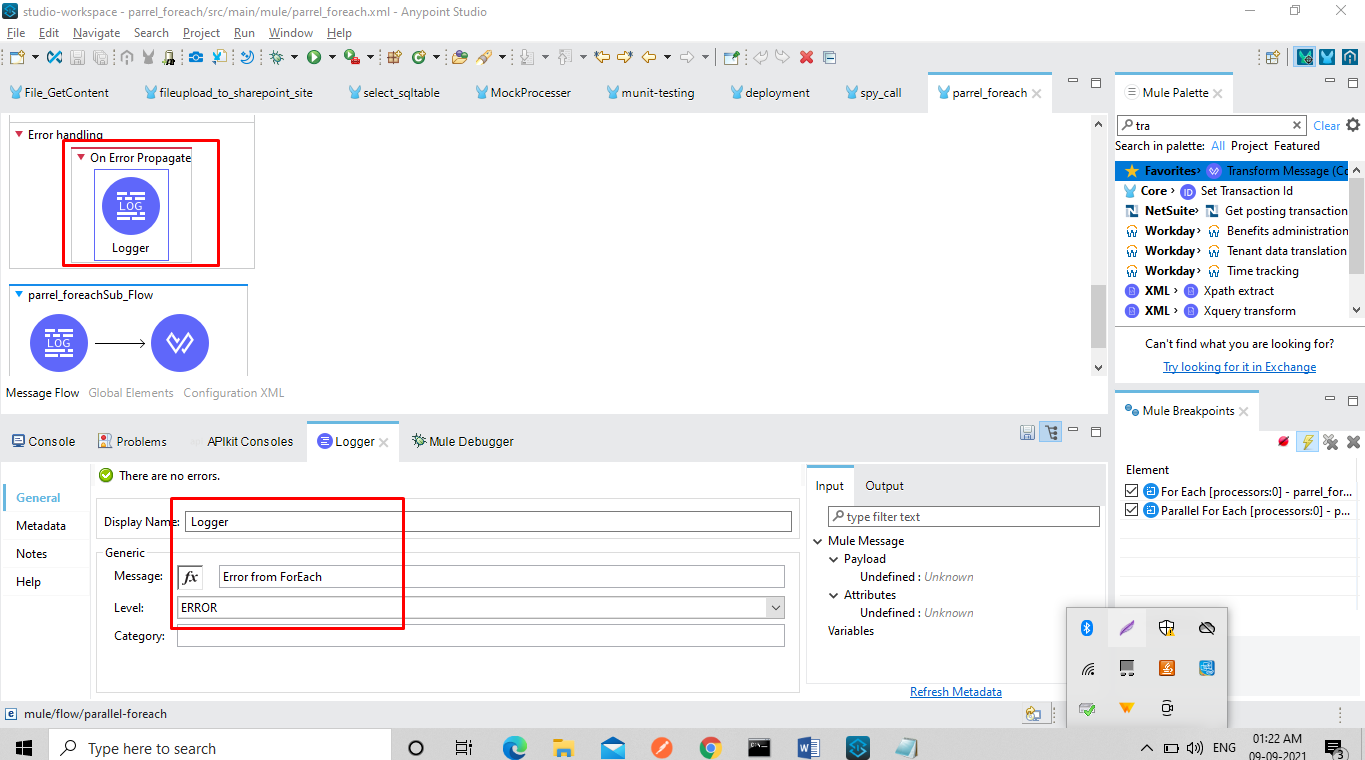 studio-workspace - parrel_foreach/src/main/mule/parrel_foreach.xml - Anypoint Studio
File Edit Navigate Search Project Run Window Help
File_GetContent fileupload_to_sharepoint_site select_sqltable MockProcesser munit-testing deployment spy_call parrel_foreach
Error handling
On Error Propagate
LOG
Logger
parrel_foreachSub_Flow
LOG
Message Flow Global Elements Configuration XML
Mule Palette
tra Clear
Search in palette: All Project Featured
Favorites Transform Message (Co
Core > ID Set Transaction Id
NetSuite> Get posting transaction
Workday> Benefits administration
Workday> Tenant data translation
Workday> Time tracking
XML > Xpath extract
XML > Xquery transform
Can't find what you are looking for?
Try looking for it in Exchange
Console Problems APIkit Consoles Logger Mule Debugger
There are no errors.
General
Metadata
Notes
Help
Display Name: Logger
Generic
Message: fx Error from ForEach
Level: ERROR
Category:
Input Output
type filter text
Mule Message
Payload
Undefined : Unknown
Attributes
Undefined : Unknown
Variables
Refresh Metadata
Mule Breakpoints
Element
For Each [processors:0] - parrel_for...
Parallel For Each [processors:0] - p...
mule/flow/parallel-foreach
Type here to search
ENG
01:22 AM
09-09-2021
3